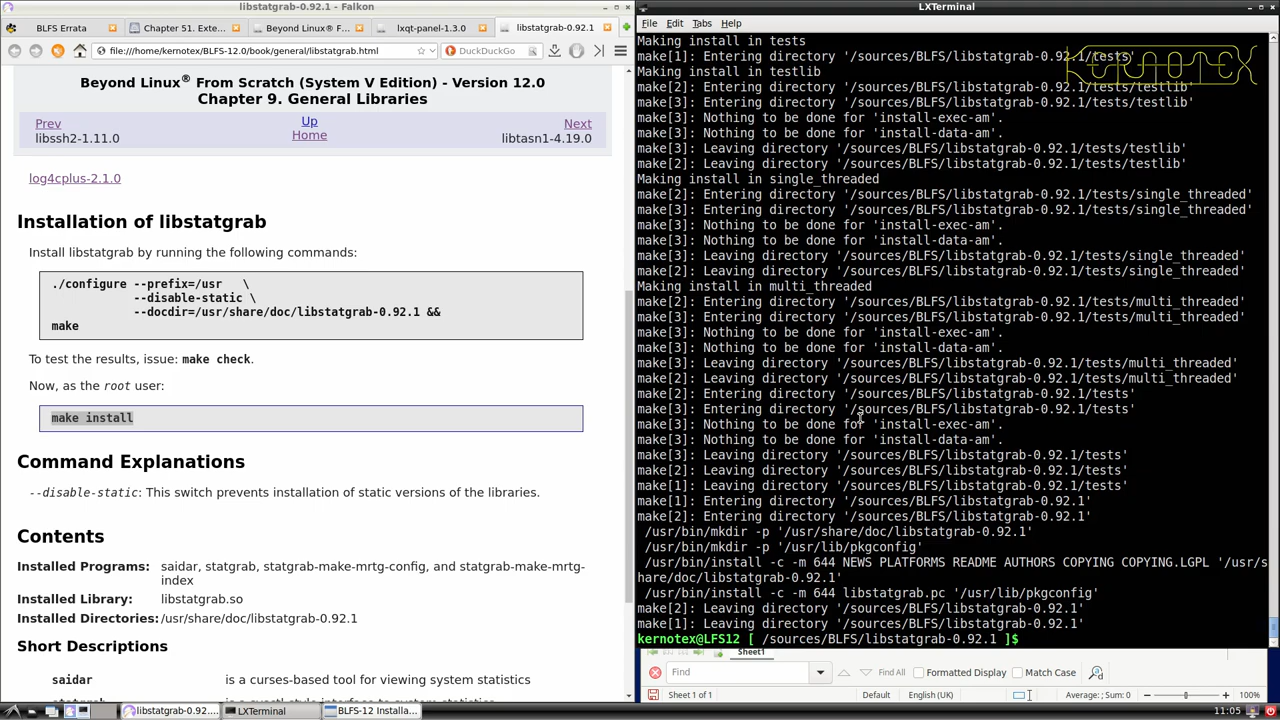 libstatgrab-0.92.1 - Falkon
BLFS Errata
Chapter 51. Ite
Beyond Linux® F
lxqt-panel-1.3.0
libstatgrab-0.92.1
file:///home/kernotex/BLFS-12.0/book/general/libstatgrab.html
DuckDuckGo
Beyond Linux® From Scratch (System V Edition) - Version 12.0
Chapter 9. General Libraries
Prev Up Next
libssh2-1.11.0 Home libtasn1-4.19.0
log4cplus-2.1.0
Installation of libstatgrab
Install libstatgrab by running the following commands:
./configure --prefix=/usr \
--disable-static \
--docdir=/usr/share/doc/libstatgrab-0.92.1 &&
make
To test the results, issue: make check.
Now, as the root user:
make install
Command Explanations
--disable-static: This switch prevents installation of static versions of the libraries.
Contents
Installed Programs: saidar, statgrab, statgrab-make-mrtg-config, and statgrab-make-mrtg-
index
Installed Library: libstatgrab.so
Installed Directories: /usr/share/doc/libstatgrab-0.92.1
Short Descriptions
saidar is a curses-based tool for viewing system statistics
LXTerminal
File Edit Tabs Help
KERNOTEX
Making install in tests
make[1]: Entering directory '/sources/BLFS/libstatgrab-0.92.1/tests'
Making install in testlib
make[2]: Entering directory '/sources/BLFS/libstatgrab-0.92.1/tests/testlib'
make[3]: Entering directory '/sources/BLFS/libstatgrab-0.92.1/tests/testlib'
make[3]: Nothing to be done for 'install-exec-am'.
make[3]: Nothing to be done for 'install-data-am'.
make[3]: Leaving directory '/sources/BLFS/libstatgrab-0.92.1/tests/testlib'
make[2]: Leaving directory '/sources/BLFS/libstatgrab-0.92.1/tests/testlib'
Making install in single_threaded
make[2]: Entering directory '/sources/BLFS/libstatgrab-0.92.1/tests/single_threaded'
make[3]: Entering directory '/sources/BLFS/libstatgrab-0.92.1/tests/single_threaded'
make[3]: Nothing to be done for 'install-exec-am'.
make[3]: Nothing to be done for 'install-data-am'.
make[3]: Leaving directory '/sources/BLFS/libstatgrab-0.92.1/tests/single_threaded'
make[2]: Leaving directory '/sources/BLFS/libstatgrab-0.92.1/tests/single_threaded'
Making install in multi_threaded
make[2]: Entering directory '/sources/BLFS/libstatgrab-0.92.1/tests/multi_threaded'
make[3]: Entering directory '/sources/BLFS/libstatgrab-0.92.1/tests/multi_threaded'
make[3]: Nothing to be done for 'install-exec-am'.
make[3]: Nothing to be done for 'install-data-am'.
make[3]: Leaving directory '/sources/BLFS/libstatgrab-0.92.1/tests/multi_threaded'
make[2]: Leaving directory '/sources/BLFS/libstatgrab-0.92.1/tests/multi_threaded'
make[2]: Entering directory '/sources/BLFS/libstatgrab-0.92.1/tests'
make[3]: Entering directory '/sources/BLFS/libstatgrab-0.92.1/tests'
make[3]: Nothing to be done for 'install-exec-am'.
make[3]: Nothing to be done for 'install-data-am'.
make[3]: Leaving directory '/sources/BLFS/libstatgrab-0.92.1/tests'
make[2]: Leaving directory '/sources/BLFS/libstatgrab-0.92.1/tests'
make[1]: Leaving directory '/sources/BLFS/libstatgrab-0.92.1/tests'
make[1]: Entering directory '/sources/BLFS/libstatgrab-0.92.1'
make[2]: Entering directory '/sources/BLFS/libstatgrab-0.92.1'
/usr/bin/mkdir -p '/usr/share/doc/libstatgrab-0.92.1'
/usr/bin/mkdir -p '/usr/lib/pkgconfig'
/usr/bin/install -c -m 644 NEWS PLATFORMS README AUTHORS COPYING COPYING.LGPL '/usr/s
hare/doc/libstatgrab-0.92.1'
/usr/bin/install -c -m 644 libstatgrab.pc '/usr/lib/pkgconfig'
make[2]: Leaving directory '/sources/BLFS/libstatgrab-0.92.1'
make[1]: Leaving directory '/sources/BLFS/libstatgrab-0.92.1'
kernotex@LFS12 [ /sources/BLFS/libstatgrab-0.92.1 ]$
Sheet1
Find Find All Formatted Display Match Case
Sheet 1 of 1 Default English (UK) Average: ; Sum: 0 100%
libstatgrab-0.92.... LXTerminal BLFS-12 Installa... 11:05